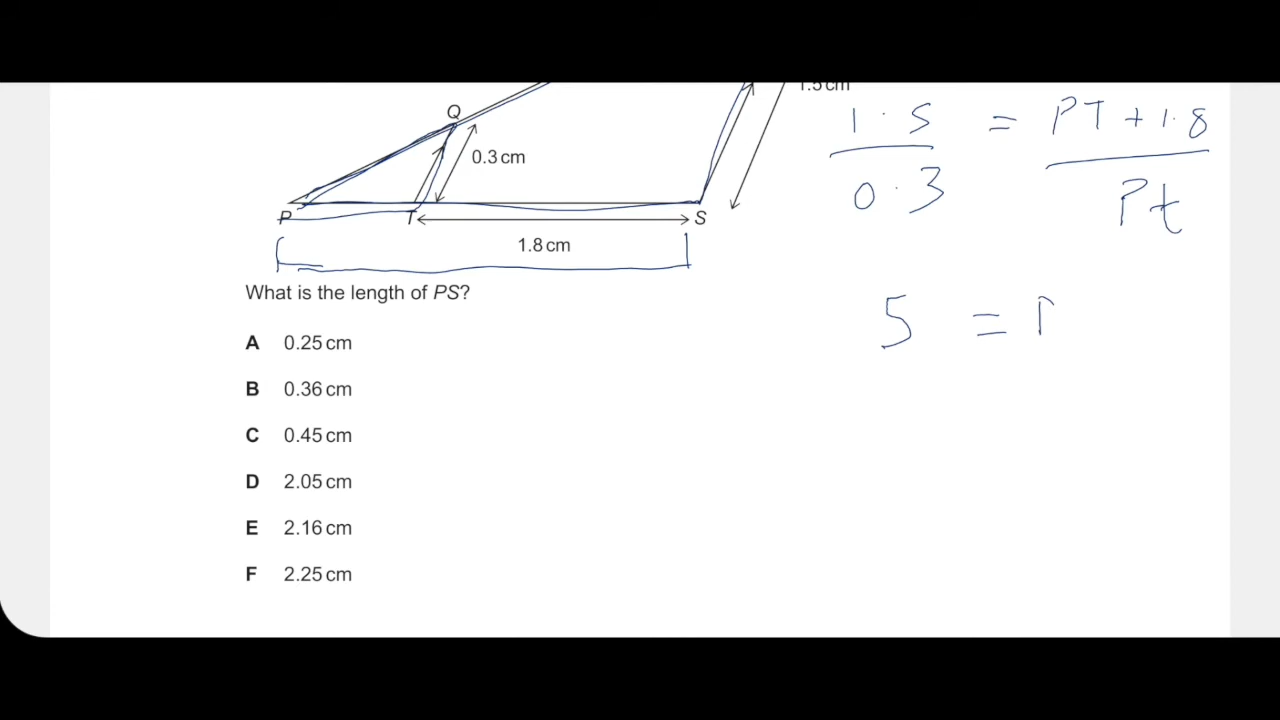 1.5 cm
1.5 = PT + 1.8
0.3 Pt
Q
0.3 cm
P T S
1.8 cm
What is the length of PS?
5 = P
A 0.25 cm
B 0.36 cm
C 0.45 cm
D 2.05 cm
E 2.16 cm
F 2.25 cm